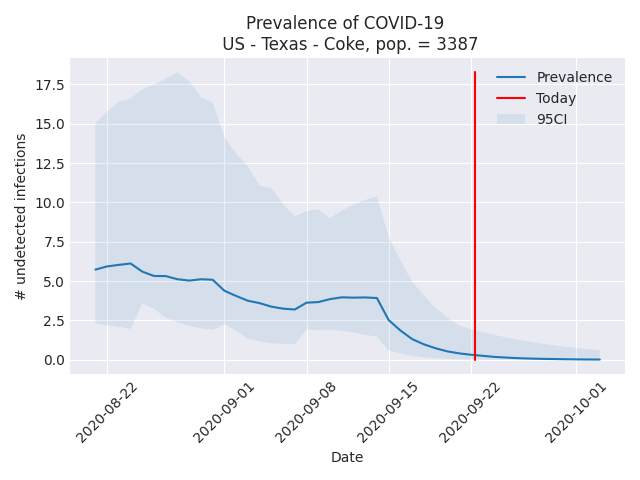 Prevalence of COVID-19
US - Texas - Coke, pop. = 3387
17.5
15.0
12.5
10.0
7.5
5.0
2.5
0.0
# undetected infections
Prevalence
Today
95CI
2020-08-22
2020-09-01
2020-09-08
2020-09-15
2020-09-22
2020-10-01
Date